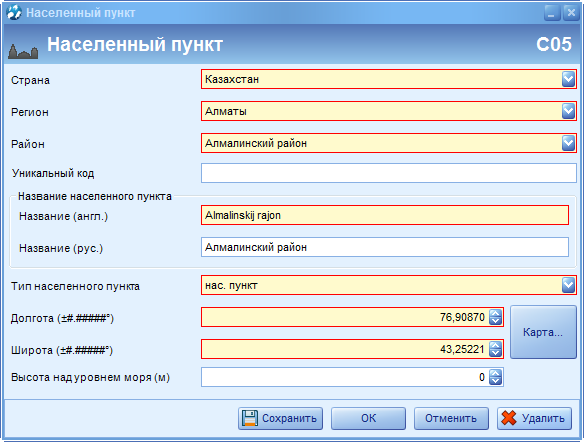 Населенный пункт
Населенный пункт C05
Страна Казахстан
Регион Алматы
Район Алмалинский район
Уникальный код
Название населенного пункта
Название (англ.) Almalinskij rajon
Название (рус.) Алмалинский район
Тип населенного пункта нас. пункт
Долгота (±#.#####°) 76,90870
Карта...
Широта (±#.#####°) 43,25221
Высота над уровнем моря (м) 0
Сохранить ОК Отменить Удалить